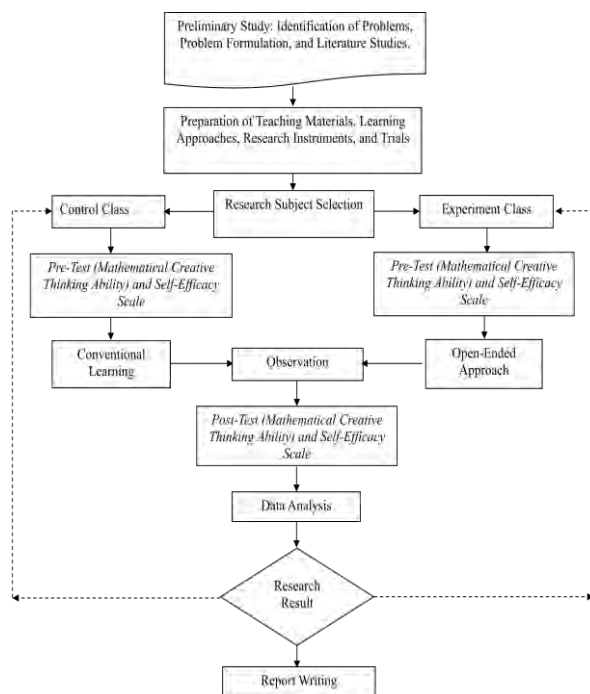 Preliminary Study: Identification of Problems,
Problem Formulation, and Literature Studies.
Preparation of Teaching Materials, Learning
Approaches, Research Instruments, and Trials
Control Class
Research Subject Selection
Experiment Class
Pre-Test (Mathematical Creative
Thinking Ability) and Self-Efficacy
Scale
Pre-Test (Mathematical Creative
Thinking Ability) and Self-Efficacy
Scale
Conventional
Learning
Observation
Open-Ended
Approach
Post-Test (Mathematical Creative
Thinking Ability) and Self-Efficacy
Scale
Data Analysis
Research
Result
Report Writing